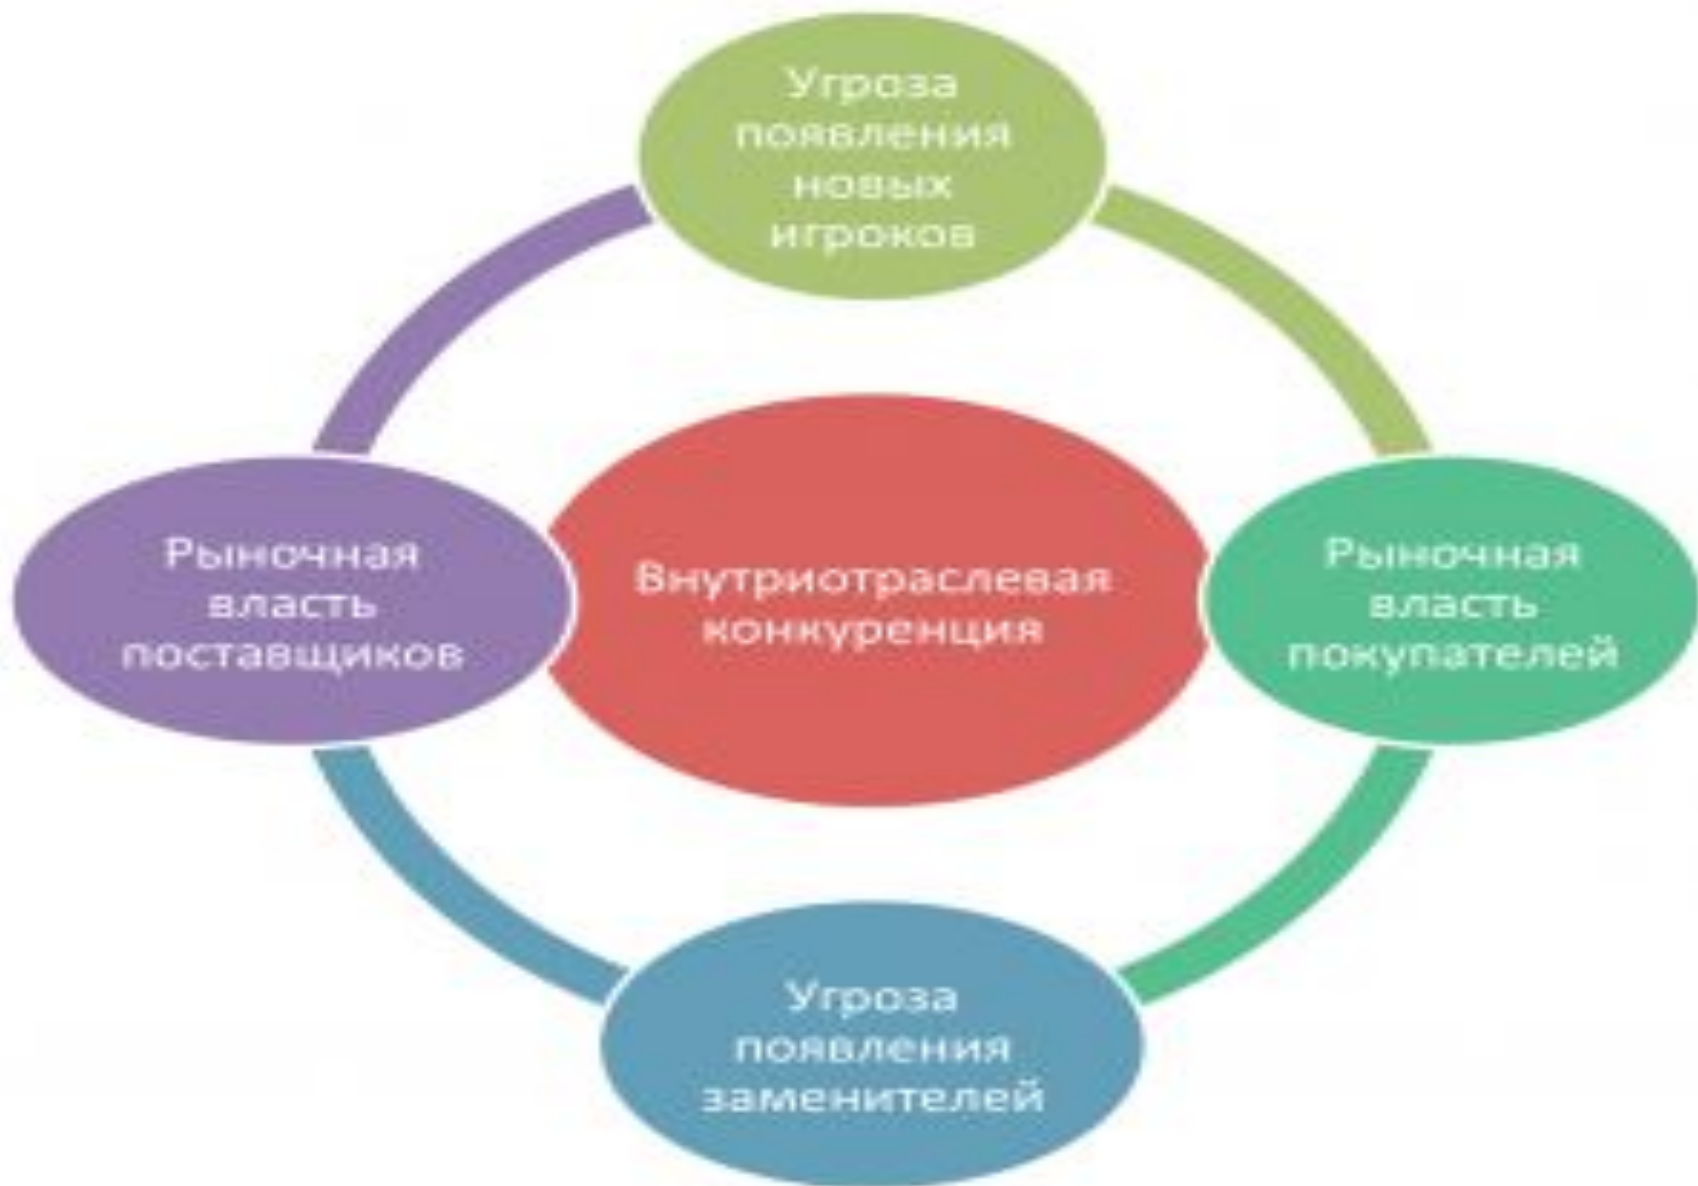 Угроза
появления
новых
игроков
Рыночная
власть
поставщиков
Внутриотраслевая
конкуренция
Рыночная
власть
покупателей
Угроза
появления
заменителей